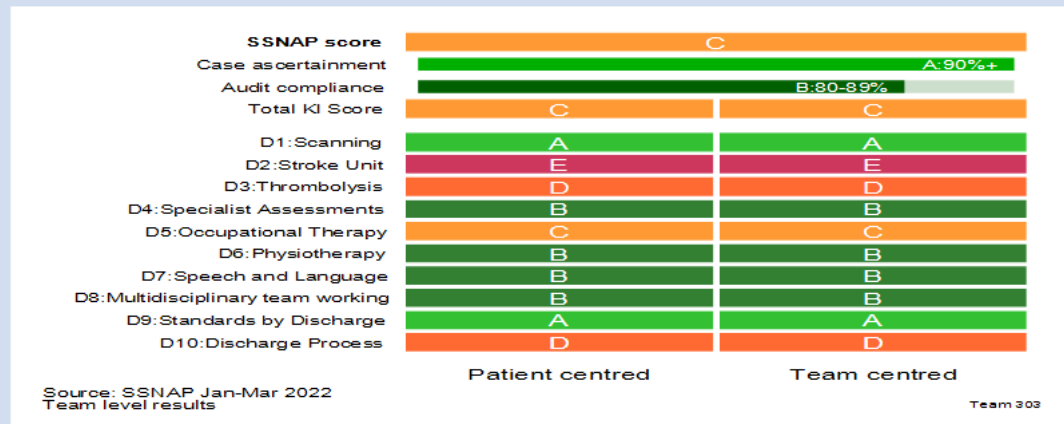 SSNAP score C
Case ascertainment A:90%+
Audit compliance B:80-89%
Total KI Score C C
D1:Scanning A A
D2:Stroke Unit E E
D3:Thrombolysis D D
D4:Specialist Assessments B B
D5:Occupational Therapy C C
D6:Physiotherapy B B
D7:Speech and Language B B
D8:Multidisciplinary team working B B
D9:Standards by Discharge A A
D10:Discharge Process D D
Patient centred Team centred
Source: SSNAP Jan-Mar 2022
Team level results Team 303